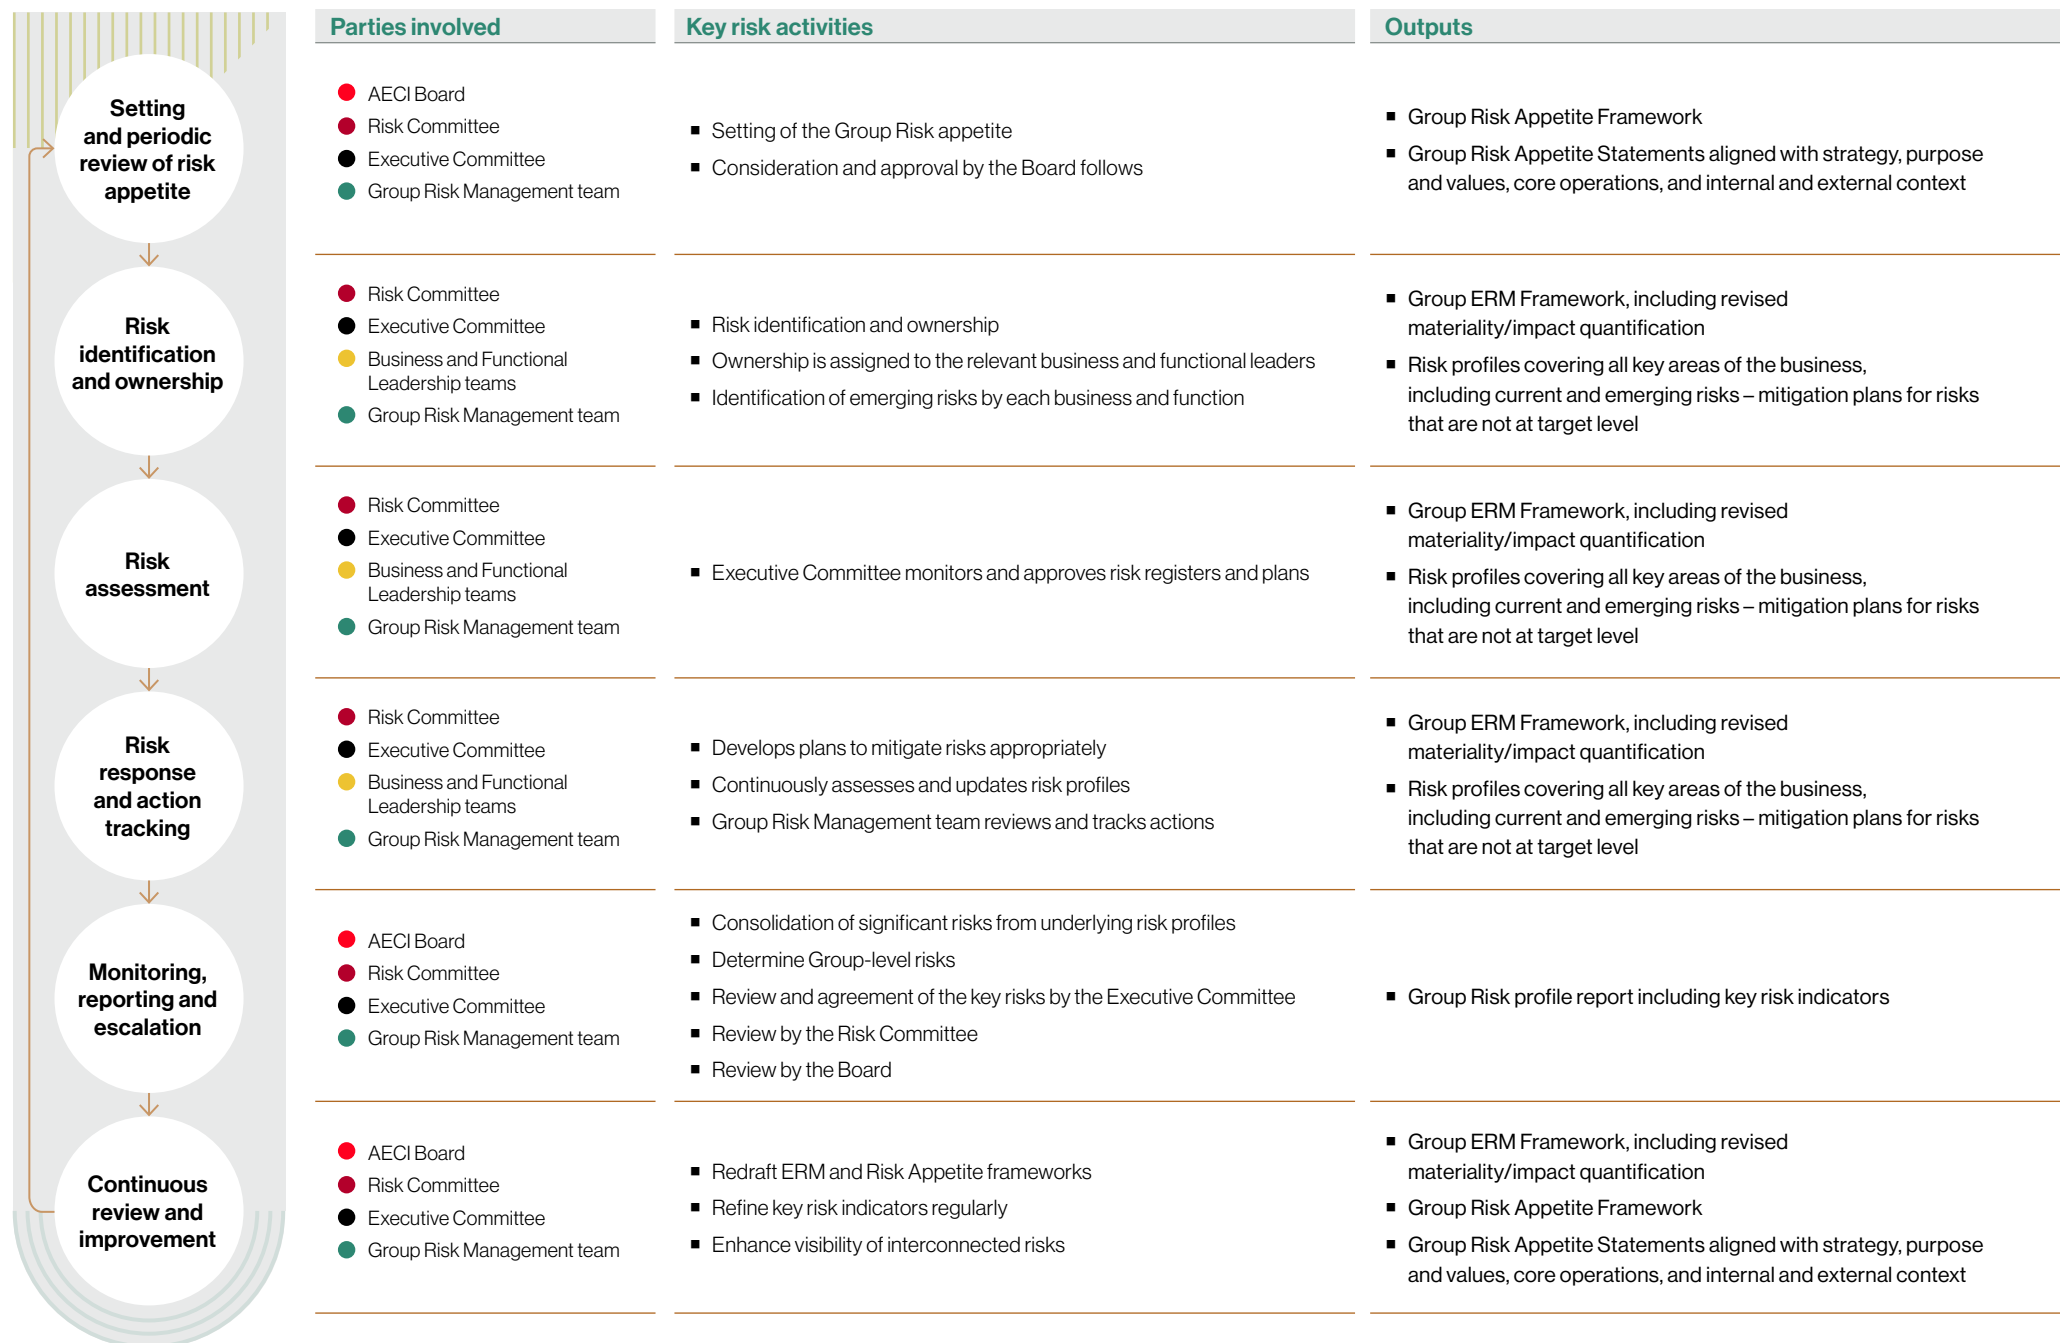 Parties involved
Key risk activities
Outputs
Setting
and periodic
review of risk
appetite
AECI Board
Risk Committee
Executive Committee
Group Risk Management team
Setting of the Group Risk appetite
Consideration and approval by the Board follows
Group Risk Appetite Framework
Group Risk Appetite Statements aligned with strategy, purpose
and values, core operations, and internal and external context
Risk
identification
and ownership
Risk Committee
Executive Committee
Business and Functional
Leadership teams
Group Risk Management team
Risk identification and ownership
Ownership is assigned to the relevant business and functional leaders
Identification of emerging risks by each business and function
Group ERM Framework, including revised
materiality/impact quantification
Risk profiles covering all key areas of the business,
including current and emerging risks – mitigation plans for risks
that are not at target level
Risk
assessment
Risk Committee
Executive Committee
Business and Functional
Leadership teams
Group Risk Management team
Executive Committee monitors and approves risk registers and plans
Group ERM Framework, including revised
materiality/impact quantification
Risk profiles covering all key areas of the business,
including current and emerging risks – mitigation plans for risks
that are not at target level
Risk
response
and action
tracking
Risk Committee
Executive Committee
Business and Functional
Leadership teams
Group Risk Management team
Develops plans to mitigate risks appropriately
Continuously assesses and updates risk profiles
Group Risk Management team reviews and tracks actions
Group ERM Framework, including revised
materiality/impact quantification
Risk profiles covering all key areas of the business,
including current and emerging risks – mitigation plans for risks
that are not at target level
Monitoring,
reporting and
escalation
AECI Board
Risk Committee
Executive Committee
Group Risk Management team
Consolidation of significant risks from underlying risk profiles
Determine Group-level risks
Review and agreement of the key risks by the Executive Committee
Review by the Risk Committee
Review by the Board
Group Risk profile report including key risk indicators
Continuous
review and
improvement
AECI Board
Risk Committee
Executive Committee
Group Risk Management team
Redraft ERM and Risk Appetite frameworks
Refine key risk indicators regularly
Enhance visibility of interconnected risks
Group ERM Framework, including revised
materiality/impact quantification
Group Risk Appetite Framework
Group Risk Appetite Statements aligned with strategy, purpose
and values, core operations, and internal and external context